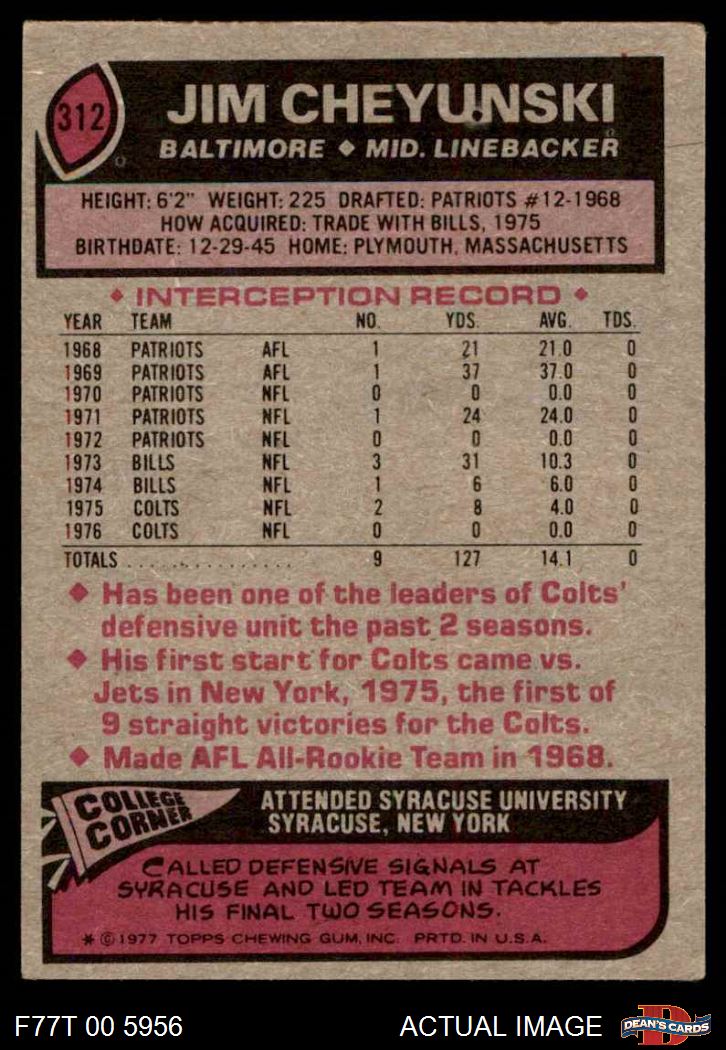 312
JIM CHEYUNSKI
BALTIMORE ◆ MID. LINEBACKER
HEIGHT: 6'2" WEIGHT: 225 DRAFTED: PATRIOTS #12-1968
HOW ACQUIRED: TRADE WITH BILLS, 1975
BIRTHDATE: 12-29-45 HOME: PLYMOUTH, MASSACHUSETTS
◆ INTERCEPTION RECORD ◆
YEAR TEAM NO. YDS. AVG. TDS.
1968 PATRIOTS AFL 1 21 21.0 0
1969 PATRIOTS AFL 1 37 37.0 0
1970 PATRIOTS NFL 0 0 0.0 0
1971 PATRIOTS NFL 1 24 24.0 0
1972 PATRIOTS NFL 0 0 0.0 0
1973 BILLS NFL 3 31 10.3 0
1974 BILLS NFL 1 6 6.0 0
1975 COLTS NFL 2 8 4.0 0
1976 COLTS NFL 0 0 0.0 0
TOTALS . . . . . . . . . . . . . . . 9 127 14.1 0
◆ Has been one of the leaders of Colts'
defensive unit the past 2 seasons.
◆ His first start for Colts came vs.
Jets in New York, 1975, the first of
9 straight victories for the Colts.
◆ Made AFL All-Rookie Team in 1968.
COLLEGE
CORNER
ATTENDED SYRACUSE UNIVERSITY
SYRACUSE, NEW YORK
CALLED DEFENSIVE SIGNALS AT
SYRACUSE AND LED TEAM IN TACKLES
HIS FINAL TWO SEASONS.
* © 1977 TOPPS CHEWING GUM, INC. PRTD. IN U.S.A.
F77T 00 5956 ACTUAL IMAGE
D
DEAN'S CARDS